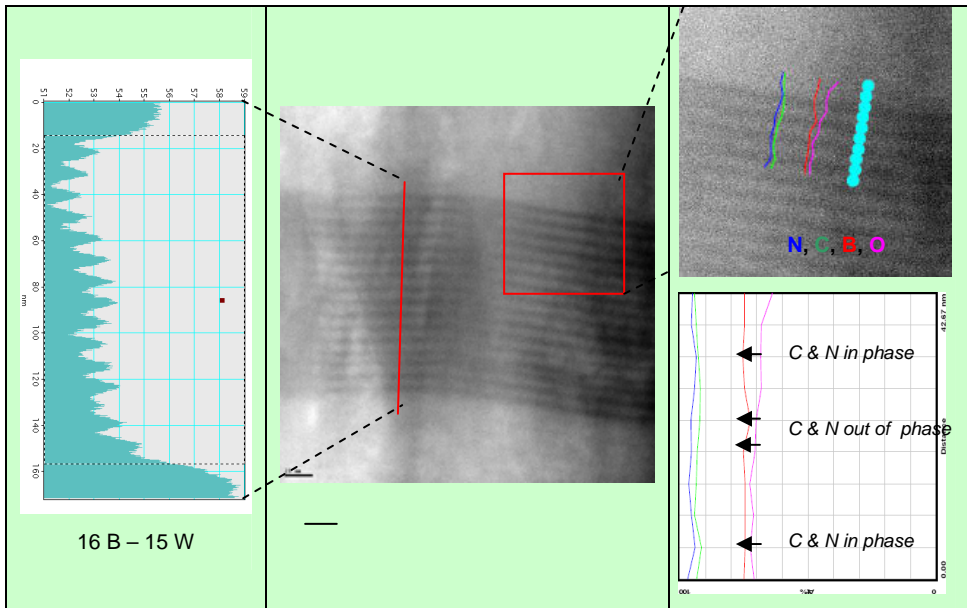 51 52 53 54 55 56 57 58 59
0
20
40
60
80
nm
100
120
140
160
16 B – 15 W
N, C, B, O
42.67 nm
C & N in phase
C & N out of phase
Distance
C & N in phase
0.00
100
At%
0